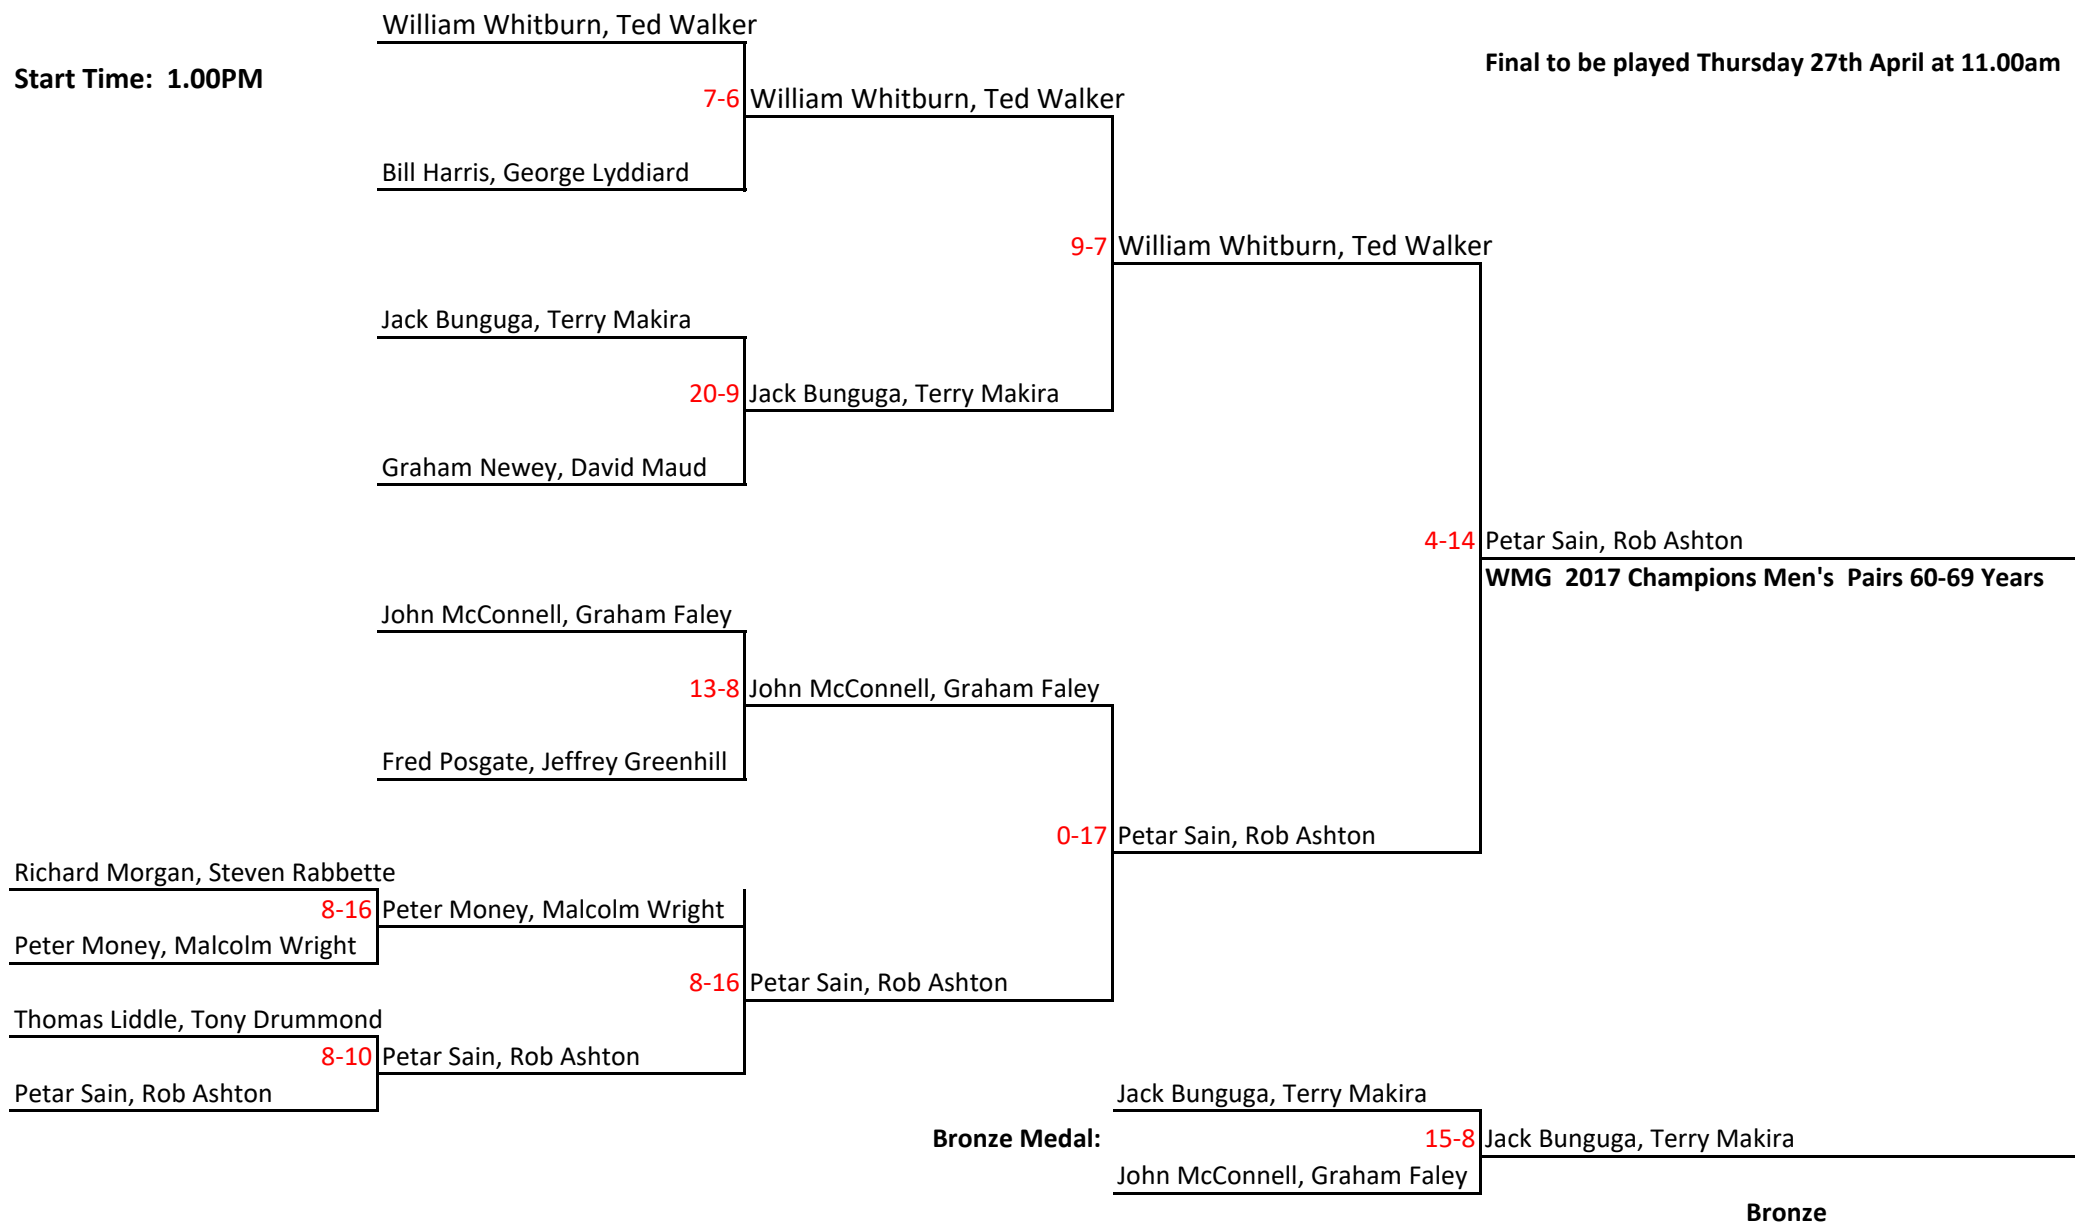 William Whitburn, Ted Walker
Final to be played Thursday 27th April at 11.00am
Start Time: 1.00PM
7-6 William Whitburn, Ted Walker
Bill Harris, George Lyddiard
9-7 William Whitburn, Ted Walker
Jack Bunguga, Terry Makira
20-9 Jack Bunguga, Terry Makira
Graham Newey, David Maud
4-14 Petar Sain, Rob Ashton
WMG 2017 Champions Men's Pairs 60-69 Years
John McConnell, Graham Faley
13-8 John McConnell, Graham Faley
Fred Posgate, Jeffrey Greenhill
0-17 Petar Sain, Rob Ashton
Richard Morgan, Steven Rabbette
8-16 Peter Money, Malcolm Wright
Peter Money, Malcolm Wright
8-16 Petar Sain, Rob Ashton
Thomas Liddle, Tony Drummond
8-10 Petar Sain, Rob Ashton
Petar Sain, Rob Ashton
Jack Bunguga, Terry Makira
Bronze Medal:
15-8 Jack Bunguga, Terry Makira
John McConnell, Graham Faley
Bronze